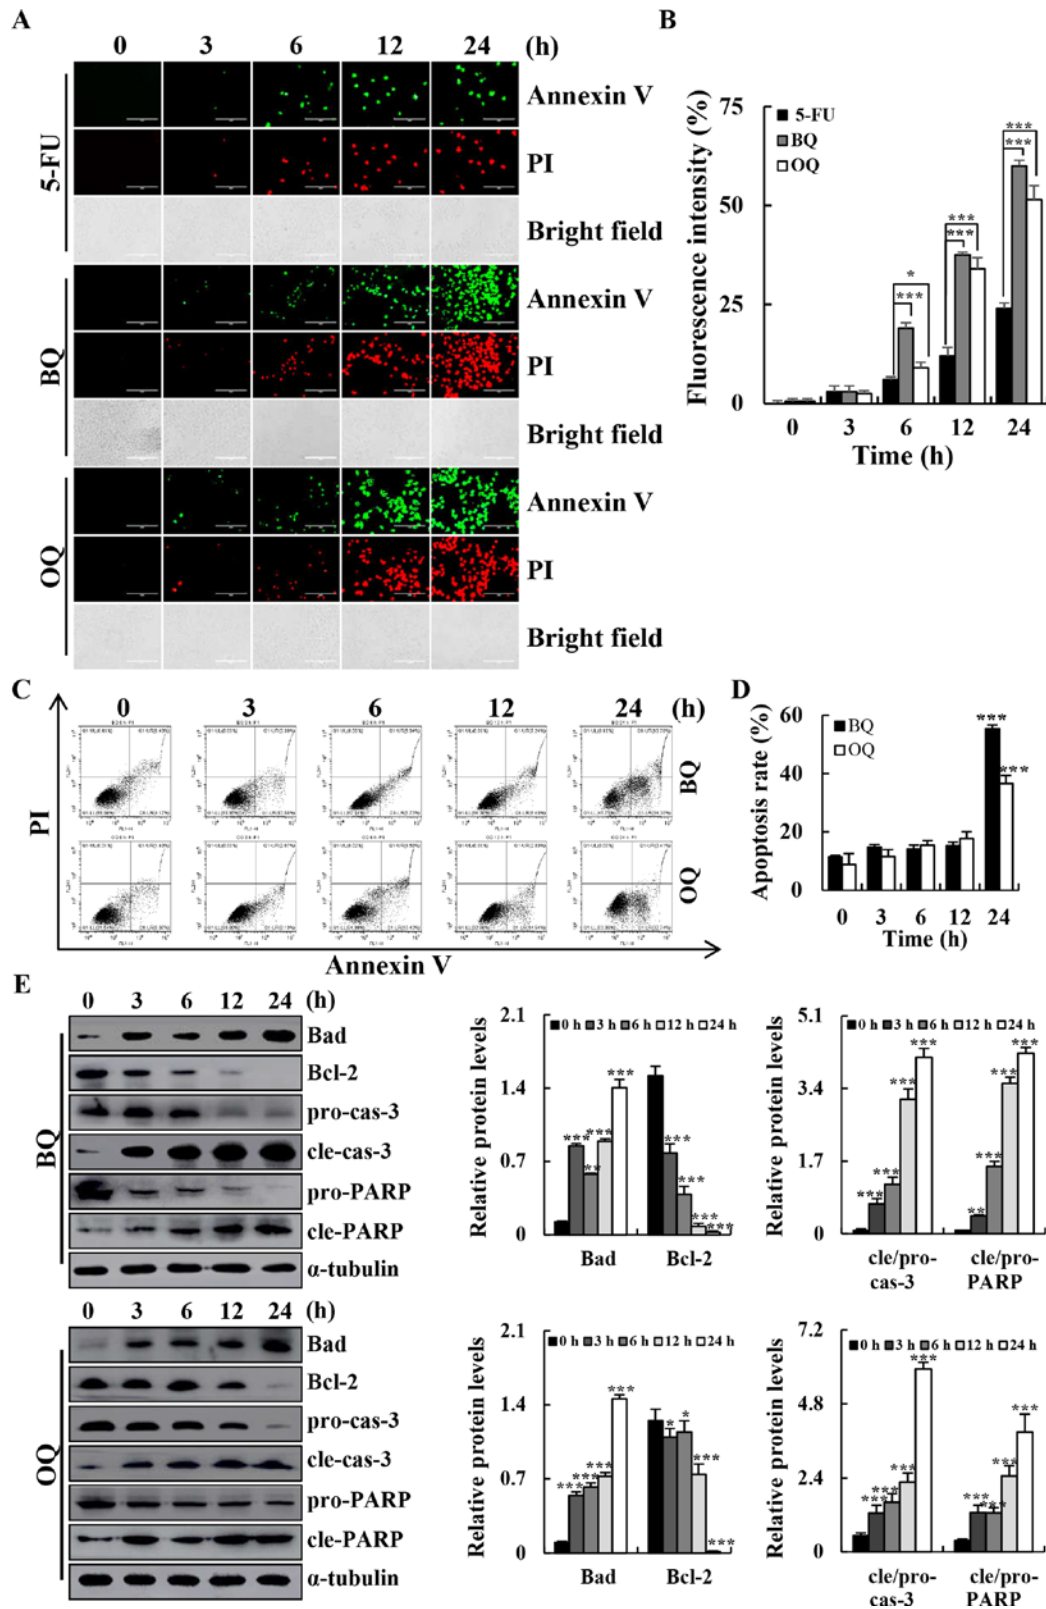 A
0 3 6 12 24 (h)
5-FU
Annexin V
PI
Bright field
BQ
Annexin V
PI
Bright field
OQ
Annexin V
PI
Bright field
B
Fluorescence intensity (%)
75
50
25
0
5-FU
BQ
OQ
***
***
*
***
***
***
0 3 6 12 24
Time (h)
C
0 3 6 12 24 (h)
PI
BQ
OQ
Annexin V
D
Apoptosis rate (%)
60
40
20
0
BQ
OQ
***
***
0 3 6 12 24
Time (h)
E
0 3 6 12 24 (h)
BQ
Bad
Bcl-2
pro-cas-3
cle-cas-3
pro-PARP
cle-PARP
α-tubulin
Relative protein levels
2.1
1.4
0.7
0
0 h 3 h 6 h 12 h 24 h
*** ** *** ***
*** *** *** ***
Bad Bcl-2
Relative protein levels
5.1
3.4
1.7
0
0 h 3 h 6 h 12 h 24 h
*** *** *** ***
** *** *** ***
cle/pro-
cas-3
cle/pro-
PARP
0 3 6 12 24 (h)
OQ
Bad
Bcl-2
pro-cas-3
cle-cas-3
pro-PARP
cle-PARP
α-tubulin
Relative protein levels
2.1
1.4
0.7
0
0 h 3 h 6 h 12 h 24 h
*** *** *** ***
* * *** ***
Bad Bcl-2
Relative protein levels
7.2
4.8
2.4
0
0 h 3 h 6 h 12 h 24 h
*** *** *** ***
*** *** *** ***
cle/pro-
cas-3
cle/pro-
PARP